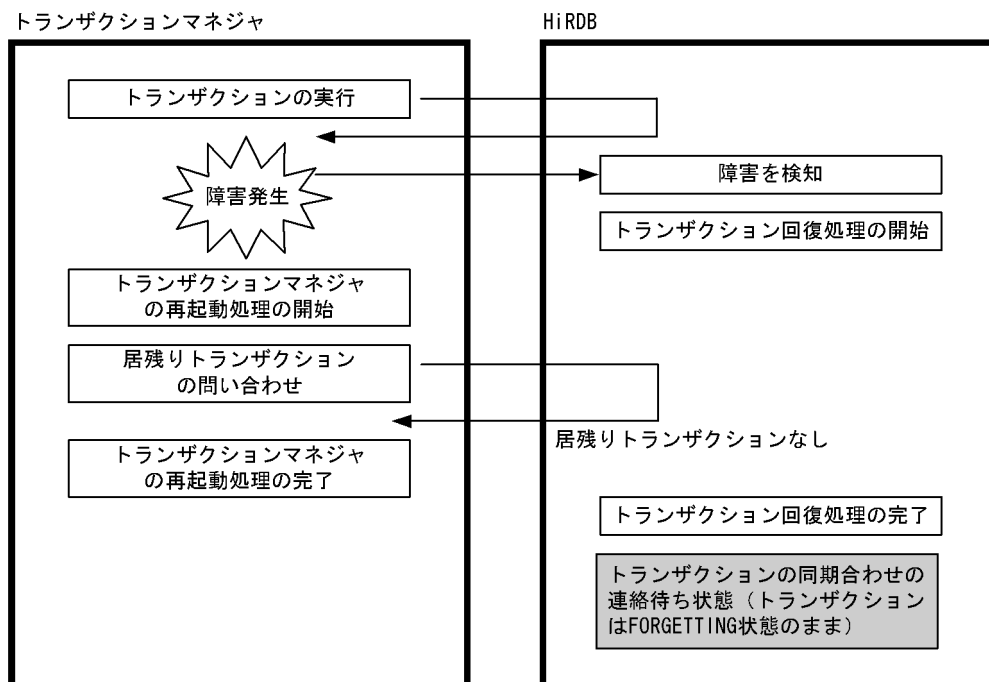 トランザクションマネジャ
HiRDB
トランザクションの実行
障害発生
障害を検知
トランザクション回復処理の開始
トランザクションマネジャ
の再起動処理の開始
居残りトランザクション
の問い合わせ
居残りトランザクションなし
トランザクションマネジャ
の再起動処理の完了
トランザクション回復処理の完了
トランザクションの同期合わせの
連絡待ち状態（トランザクション
はFORGETTING状態のまま）